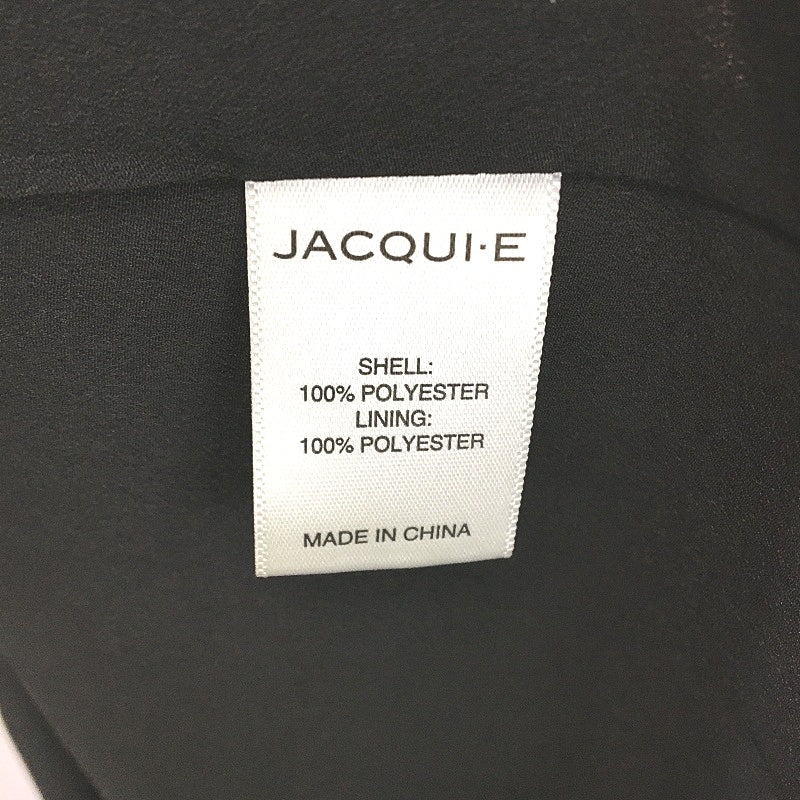 JACQUI·E
SHELL:
100% POLYESTER
LINING:
100% POLYESTER
MADE IN CHINA